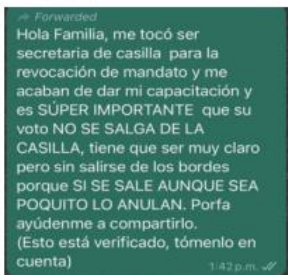 Forwarded
Hola Familia, me tocó ser
secretaria de casilla para la
revocación de mandato y me
acaban de dar mi capacitación y
es SÚPER IMPORTANTE que su
voto NO SE SALGA DE LA
CASILLA, tiene que ser muy claro
pero sin salirse de los bordes
porque SI SE SALE AUNQUE SEA
POQUITO LO ANULAN. Porfa
ayúdenme a compartirlo.
(Esto está verificado, tómenlo en
cuenta)
1:42 p.m.